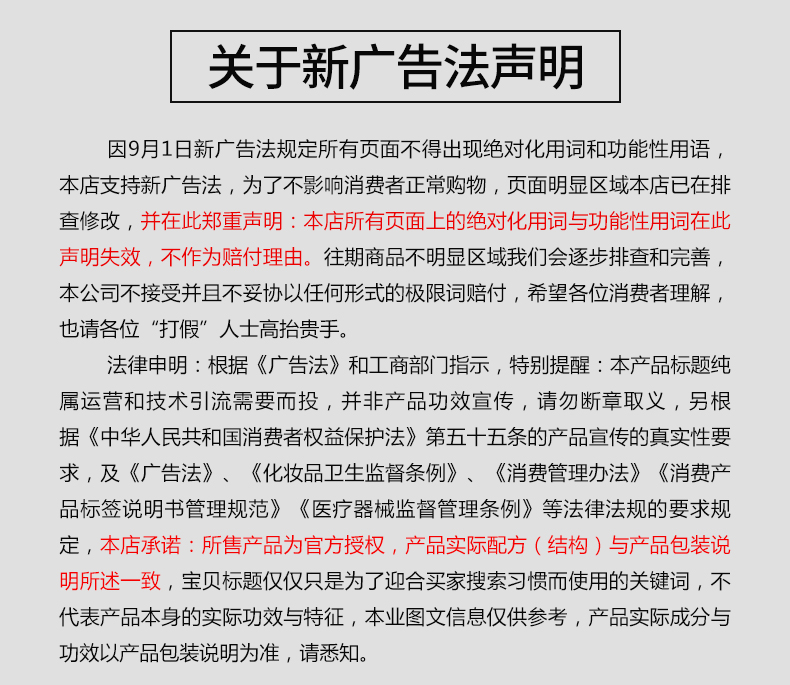 关于新广告法声明
因9月1日新广告法规定所有页面不得出现绝对化用词和功能性用语，
本店支持新广告法，为了不影响消费者正常购物，页面明显区域本店已在排
查修改，并在此郑重声明：本店所有页面上的绝对化用词与功能性用词在此
声明失效，不作为赔付理由。往期商品不明显区域我们会逐步排查和完善，
本公司不接受并且不妥协以任何形式的极限词赔付，希望各位消费者理解，
也请各位“打假”人士高抬贵手。
法律申明：根据《广告法》和工商部门指示，特别提醒：本产品标题纯
属运营和技术引流需要而投，并非产品功效宣传，请勿断章取义，另根
据《中华人民共和国消费者权益保护法》第五十五条的产品宣传的真实性要
求，及《广告法》、《化妆品卫生监督条例》、《消费管理办法》《消费产
品标签说明书管理规范》《医疗器械监督管理条例》等法律法规的要求规
定，本店承诺：所售产品为官方授权，产品实际配方（结构）与产品包装说
明所述一致，宝贝标题仅仅只是为了迎合买家搜索习惯而使用的关键词，不
代表产品本身的实际功效与特征，本业图文信息仅供参考，产品实际成分与
功效以产品包装说明为准，请悉知。